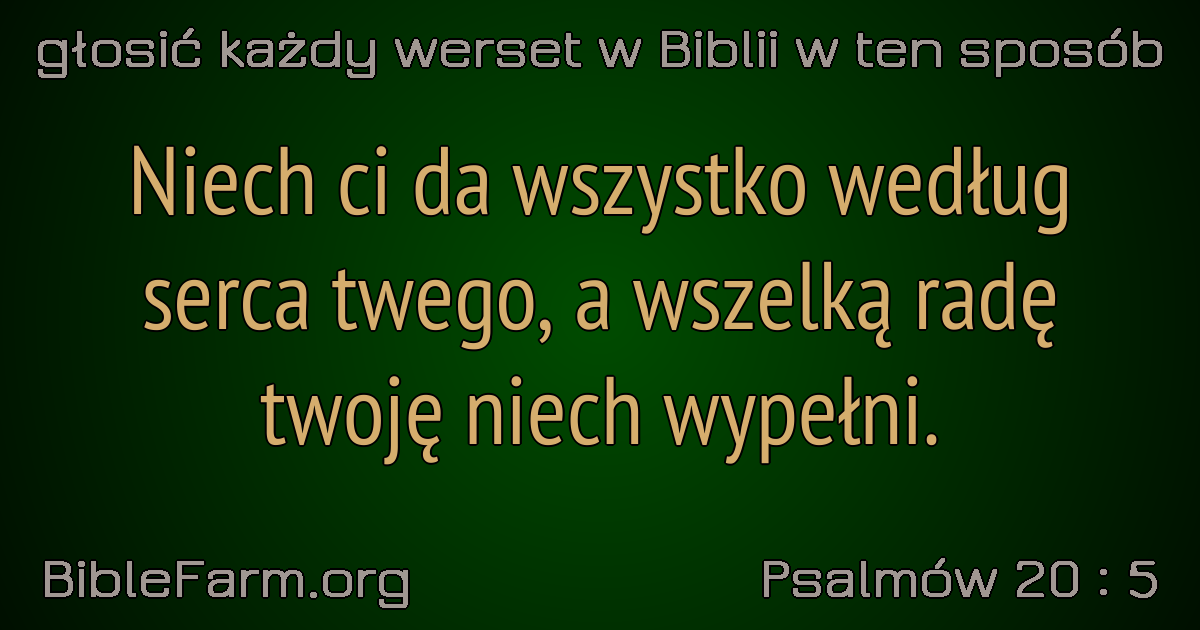 głosić każdy werset w Biblii w ten sposób
Niech ci da wszystko według
serca twego, a wszelką radę
twoję niech wypełni.
BibleFarm.org
Psalmów 20 : 5